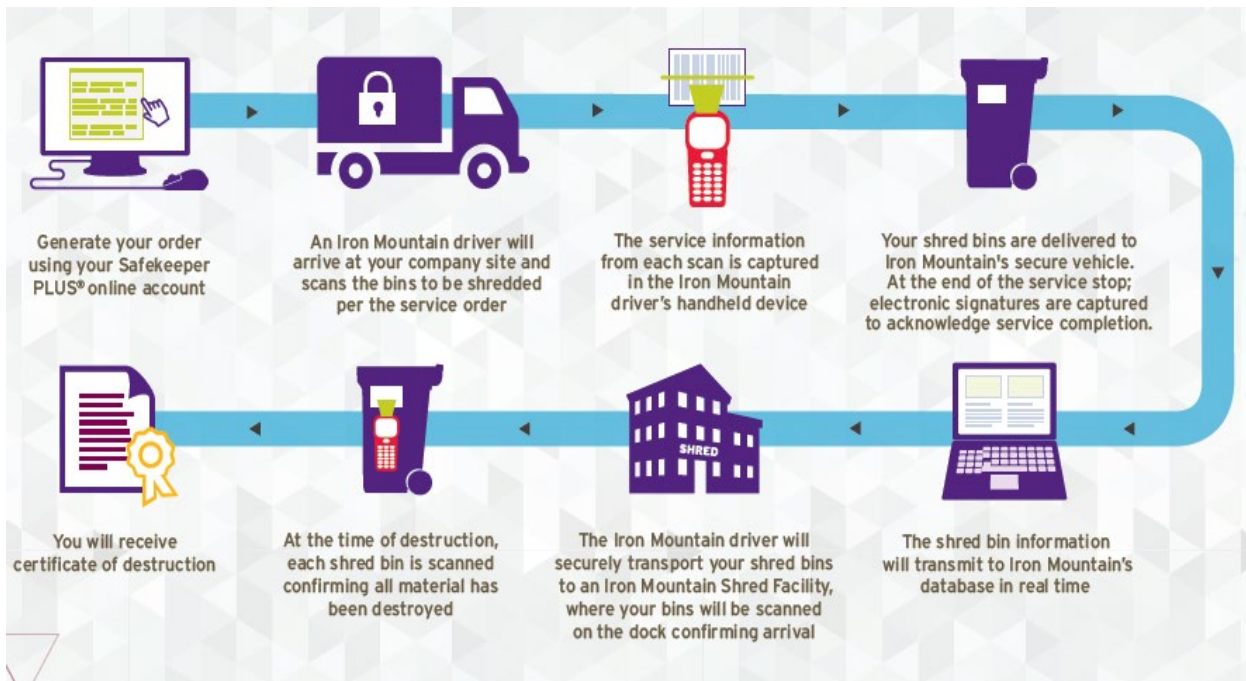 Generate your order
using your Safekeeper
PLUS® online account
An Iron Mountain driver will
arrive at your company site and
scans the bins to be shredded
per the service order
The service information
from each scan is captured
in the Iron Mountain
driver's handheld device
Your shred bins are delivered to
Iron Mountain's secure vehicle.
At the end of the service stop;
electronic signatures are captured
to acknowledge service completion.
The shred bin information
will transmit to Iron Mountain's
database in real time
SHRED
The Iron Mountain driver will
securely transport your shred bins
to an Iron Mountain Shred Facility,
where your bins will be scanned
on the dock confirming arrival
At the time of destruction,
each shred bin is scanned
confirming all material has
been destroyed
You will receive
certificate of destruction